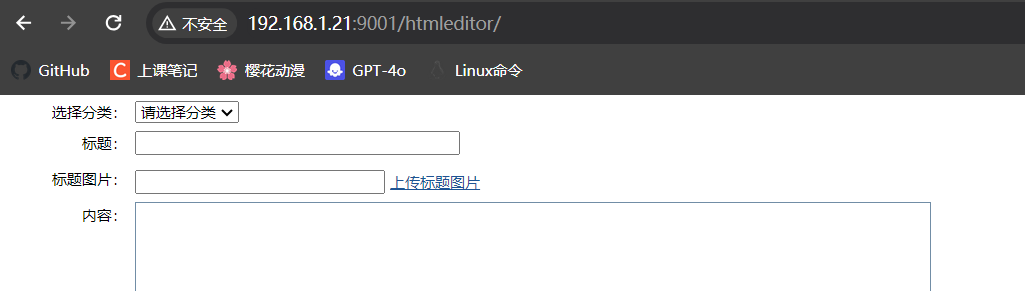 不安全 192.168.1.21:9001/htmleditor/
GitHub 上课笔记 樱花动漫 GPT-4o Linux命令
选择分类： 请选择分类
标题：
标题图片： 上传标题图片
内容：